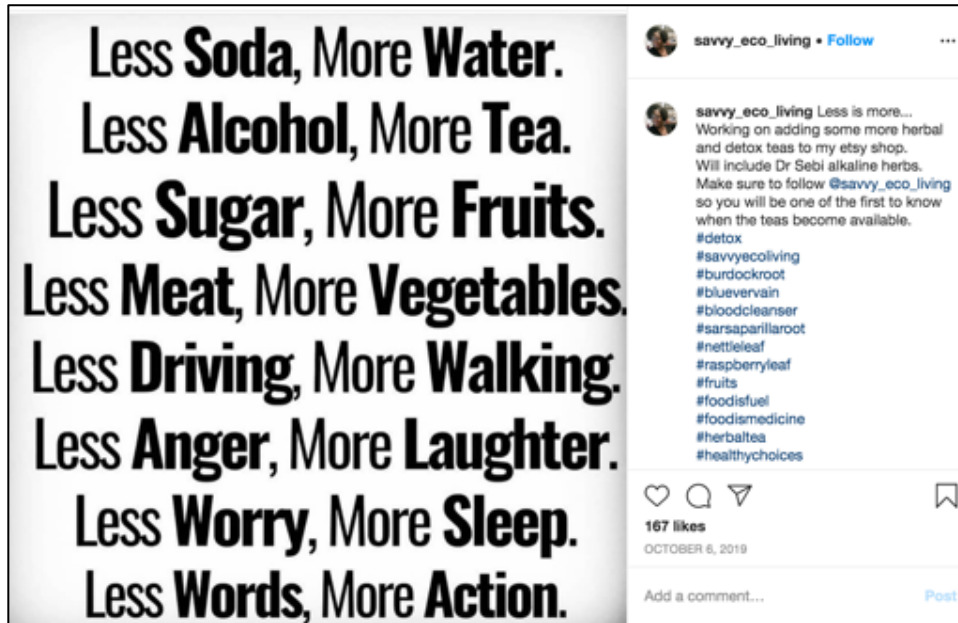 Less Soda, More Water.
Less Alcohol, More Tea.
Less Sugar, More Fruits.
Less Meat, More Vegetables.
Less Driving, More Walking.
Less Anger, More Laughter.
Less Worry, More Sleep.
Less Words, More Action.
savvy_eco_living • Follow
savvy_eco_living Less is more...
Working on adding some more herbal
and detox teas to my etsy shop.
Will include Dr Sebi alkaline herbs.
Make sure to follow @savvy_eco_living
so you will be one of the first to know
when the teas become available.
#detox
#savvyecoliving
#burdockroot
#bluevervain
#bloodcleanser
#sarsaparillaroot
#nettleleaf
#raspberryleaf
#fruits
#foodisfuel
#foodismedicine
#herbaltea
#healthychoices
167 likes
OCTOBER 6, 2019
Add a comment... Post